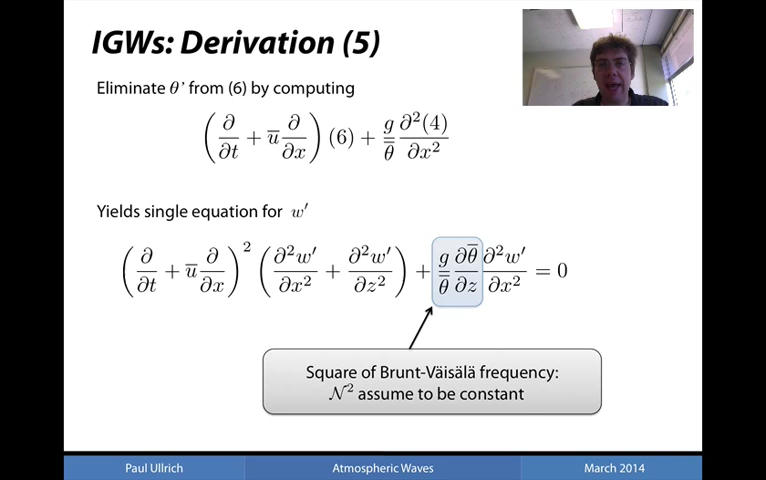 IGWs: Derivation (5)
Eliminate θ’ from (6) by computing
(∂/∂t + u̅ ∂/∂x) (6) + g/θ̿ ∂²(4)/∂x²
Yields single equation for w′
(∂/∂t + u̅ ∂/∂x)² (∂²w′/∂x² + ∂²w′/∂z²) + g/θ̿ ∂θ̅/∂z ∂²w′/∂x² = 0
Square of Brunt-Väisälä frequency:
𝒩² assume to be constant
Paul Ullrich
Atmospheric Waves
March 2014